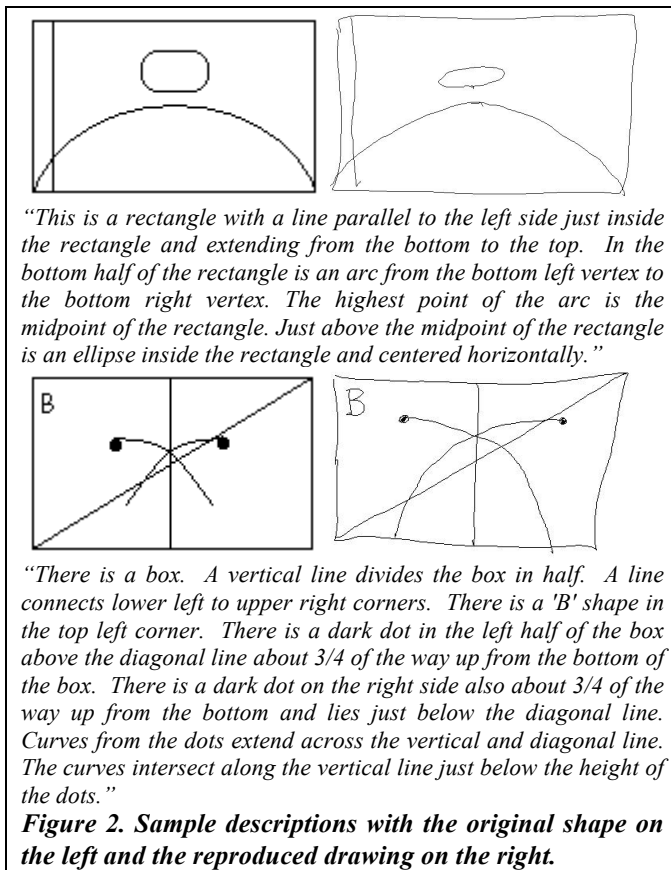 “This is a rectangle with a line parallel to the left side just inside
the rectangle and extending from the bottom to the top. In the
bottom half of the rectangle is an arc from the bottom left vertex to
the bottom right vertex. The highest point of the arc is the
midpoint of the rectangle. Just above the midpoint of the rectangle
is an ellipse inside the rectangle and centered horizontally.”
B
B
“There is a box. A vertical line divides the box in half. A line
connects lower left to upper right corners. There is a 'B' shape in
the top left corner. There is a dark dot in the left half of the box
above the diagonal line about 3/4 of the way up from the bottom of
the box. There is a dark dot on the right side also about 3/4 of the
way up from the bottom and lies just below the diagonal line.
Curves from the dots extend across the vertical and diagonal line.
The curves intersect along the vertical line just below the height of
the dots.”
Figure 2. Sample descriptions with the original shape on
the left and the reproduced drawing on the right.